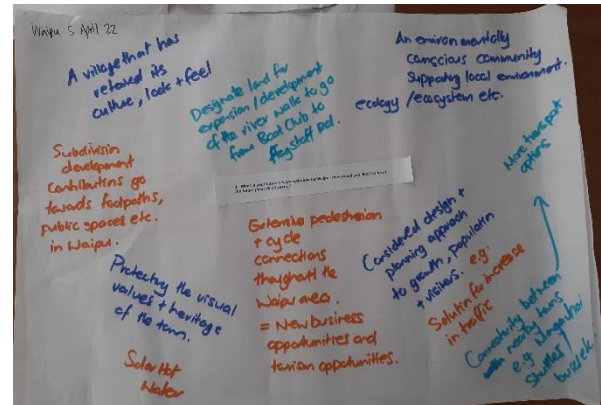 Waipu 5 April 22
A village that has
retained its
culture, look + feel
Designate land for
expansion / development
of the river walk to go
from Boat Club to
flagstaff Rd.
An environmentally
conscious community
Supporting local environment.
ecology / ecosystem etc.
More transport
options
Subdivision
development
contributions go
towards footpaths,
public spaces etc.
in Waipu.
Protecting the visual
values + heritage
of the town.
Solar Hot
Water
Extensive pedestrian
+ cycle
connections
throughout the
Waipu area.
= New business
opportunities and
tourism opportunities.
Considered design +
planning approach
to growth, population
+ visitors. e.g.
Solution for increase
in traffic
Connectivity between
nearby towns
e.g. Mangawhai
Shuttles /
buses etc.